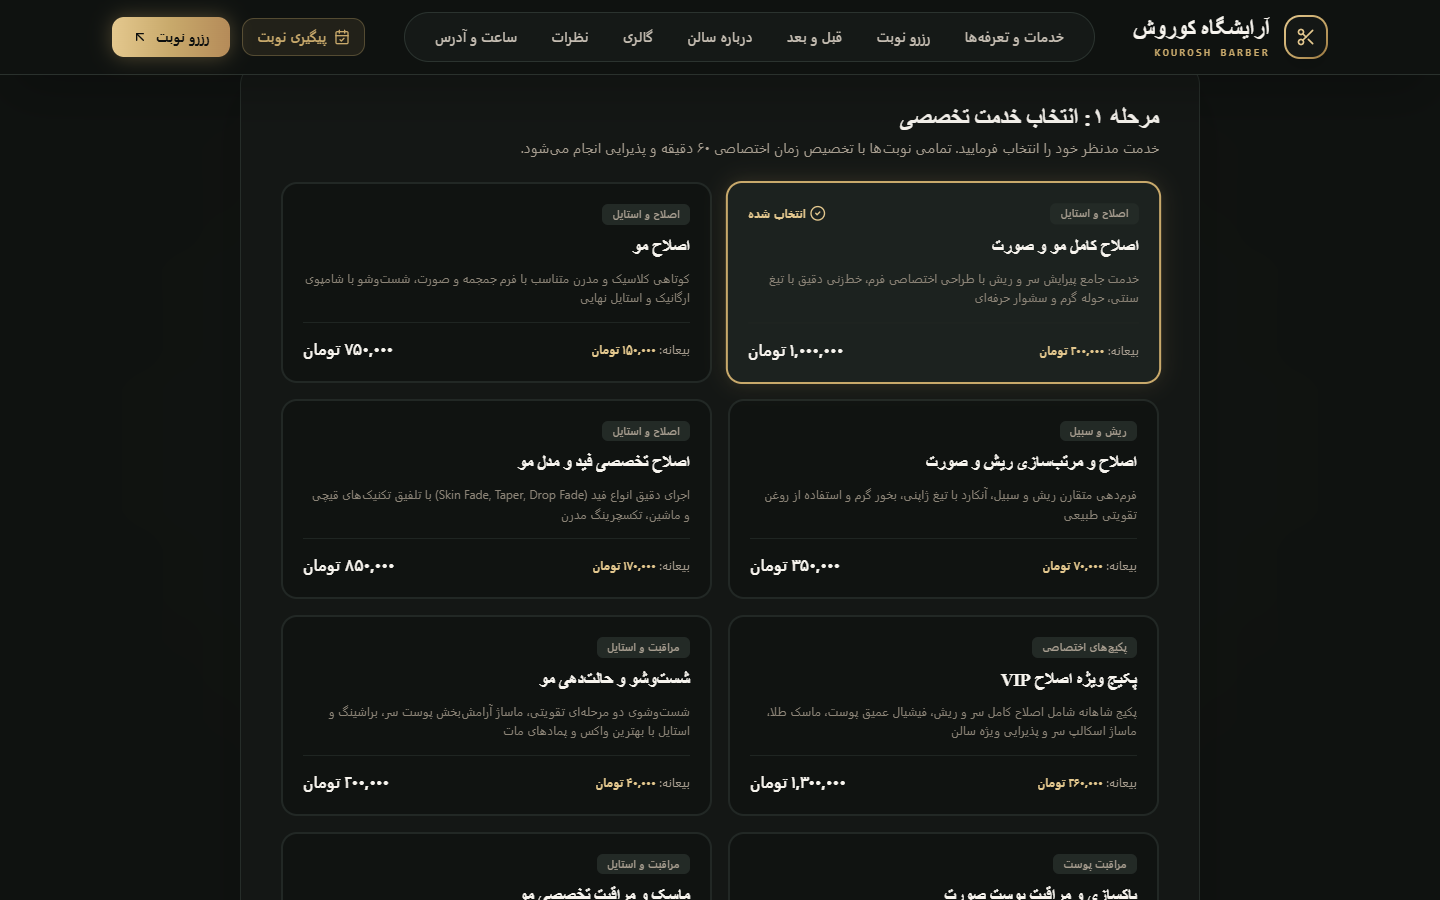 آرایشگاه کوروش
KOUROSH BARBER
خدمات و تعرفه‌ها
رزرو نوبت
قبل و بعد
درباره سالن
گالری
نظرات
ساعت و آدرس
پیگیری نوبت
رزرو نوبت
مرحله ۱: انتخاب خدمت تخصصی
خدمت مدنظر خود را انتخاب فرمایید. تمامی نوبت‌ها با تخصیص زمان اختصاصی ۶۰ دقیقه و پذیرایی انجام می‌شود.
اصلاح و استایل
انتخاب شده
اصلاح کامل مو و صورت
خدمت جامع پیرایش سر و ریش با طراحی اختصاصی فرم، خط‌زنی دقیق با تیغ
سنتی، حوله گرم و سشوار حرفه‌ای
بیعانه: ۲۰۰,۰۰۰ تومان
۱,۰۰۰,۰۰۰ تومان
اصلاح و استایل
اصلاح مو
کوتاهی کلاسیک و مدرن متناسب با فرم جمجمه و صورت، شست‌وشو با شامپوی
ارگانیک و استایل نهایی
بیعانه: ۱۵۰,۰۰۰ تومان
۷۵۰,۰۰۰ تومان
ریش و سبیل
اصلاح و مرتب‌سازی ریش و صورت
فرم‌دهی متقارن ریش و سبیل، آنکارد با تیغ ژاپنی، بخور گرم و استفاده از روغن
تقویتی طبیعی
بیعانه: ۷۰,۰۰۰ تومان
۳۵۰,۰۰۰ تومان
اصلاح و استایل
اصلاح تخصصی فید و مدل مو
اجرای دقیق انواع فید (Skin Fade, Taper, Drop Fade) با تلفیق تکنیک‌های قیچی
و ماشین، تکسچرینگ مدرن
بیعانه: ۱۷۰,۰۰۰ تومان
۸۵۰,۰۰۰ تومان
پکیج‌های اختصاصی
پکیج ویژه اصلاح VIP
پکیج شاهانه شامل اصلاح کامل سر و ریش، فیشیال عمیق پوست، ماسک طلا،
ماساژ اسکالپ سر و پذیرایی ویژه سالن
بیعانه: ۲۶۰,۰۰۰ تومان
۱,۳۰۰,۰۰۰ تومان
مراقبت و استایل
شست‌وشو و حالت‌دهی مو
شست‌وشوی دو مرحله‌ای تقویتی، ماساژ آرامش‌بخش پوست سر، براشینگ و
استایل با بهترین واکس و پمادهای مات
بیعانه: ۴۰,۰۰۰ تومان
۲۰۰,۰۰۰ تومان
مراقبت پوست
پاکسازی و مراقبت پوست صورت
مراقبت و استایل
ماسک و مراقبت تخصصی مو